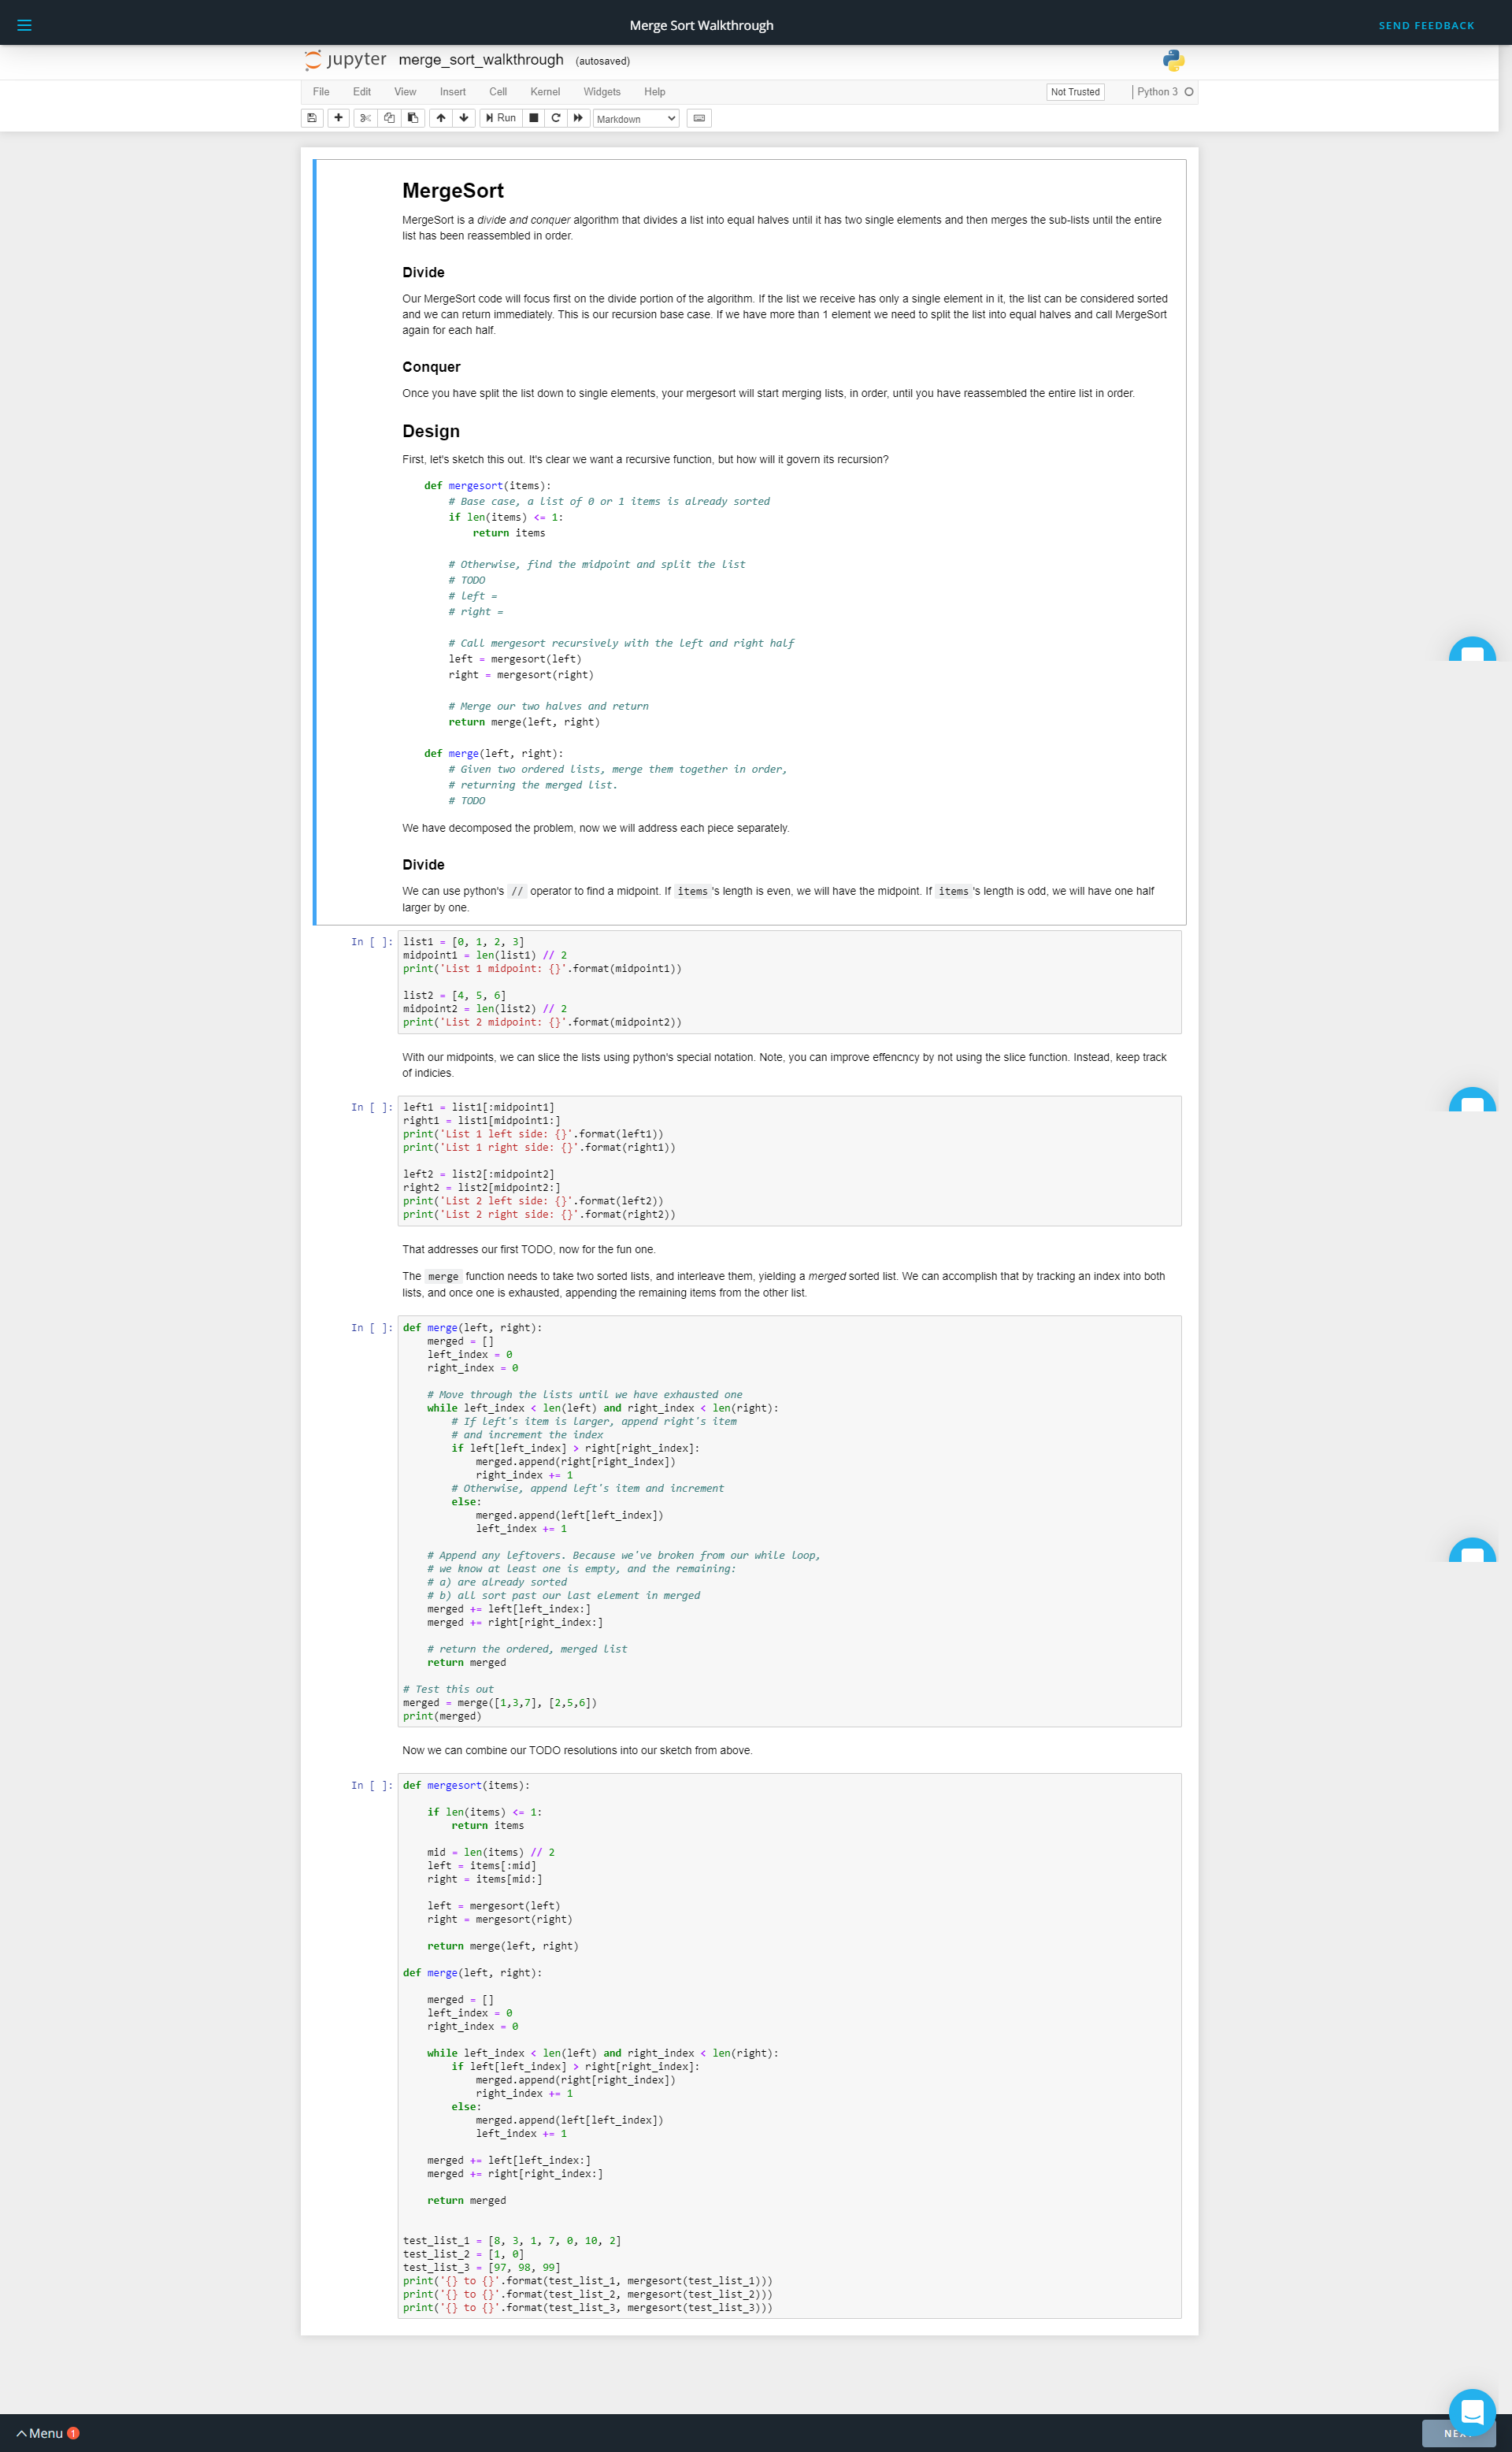 Merge Sort Walkthrough
SEND FEEDBACK
jupyter merge_sort_walkthrough (autosaved)
File Edit View Insert Cell Kernel Widgets Help
Not Trusted
Python 3
Run
Markdown
MergeSort
MergeSort is a divide and conquer algorithm that divides a list into equal halves until it has two single elements and then merges the sub-lists until the entire
list has been reassembled in order.
Divide
Our MergeSort code will focus first on the divide portion of the algorithm. If the list we receive has only a single element in it, the list can be considered sorted
and we can return immediately. This is our recursion base case. If we have more than 1 element we need to split the list into equal halves and call MergeSort
again for each half.
Conquer
Once you have split the list down to single elements, your mergesort will start merging lists, in order, until you have reassembled the entire list in order.
Design
First, let's sketch this out. It's clear we want a recursive function, but how will it govern its recursion?
def mergesort(items):
    # Base case, a list of 0 or 1 items is already sorted
    if len(items) <= 1:
        return items
    # Otherwise, find the midpoint and split the list
    # TODO
    # left =
    # right =
    # Call mergesort recursively with the left and right half
    left = mergesort(left)
    right = mergesort(right)
    # Merge our two halves and return
    return merge(left, right)
def merge(left, right):
    # Given two ordered lists, merge them together in order,
    # returning the merged list.
    # TODO
We have decomposed the problem, now we will address each piece separately.
Divide
We can use python's // operator to find a midpoint. If items 's length is even, we will have the midpoint. If items 's length is odd, we will have one half
larger by one.
In [ ]: list1 = [0, 1, 2, 3]
midpoint1 = len(list1) // 2
print('List 1 midpoint: {}'.format(midpoint1))
list2 = [4, 5, 6]
midpoint2 = len(list2) // 2
print('List 2 midpoint: {}'.format(midpoint2))
With our midpoints, we can slice the lists using python's special notation. Note, you can improve effencncy by not using the slice function. Instead, keep track
of indicies.
In [ ]: left1 = list1[:midpoint1]
right1 = list1[midpoint1:]
print('List 1 left side: {}'.format(left1))
print('List 1 right side: {}'.format(right1))
left2 = list2[:midpoint2]
right2 = list2[midpoint2:]
print('List 2 left side: {}'.format(left2))
print('List 2 right side: {}'.format(right2))
That addresses our first TODO, now for the fun one.
The merge function needs to take two sorted lists, and interleave them, yielding a merged sorted list. We can accomplish that by tracking an index into both
lists, and once one is exhausted, appending the remaining items from the other list.
In [ ]: def merge(left, right):
    merged = []
    left_index = 0
    right_index = 0
    # Move through the lists until we have exhausted one
    while left_index < len(left) and right_index < len(right):
        # If left's item is larger, append right's item
        # and increment the index
        if left[left_index] > right[right_index]:
            merged.append(right[right_index])
            right_index += 1
        # Otherwise, append left's item and increment
        else:
            merged.append(left[left_index])
            left_index += 1
    # Append any leftovers. Because we've broken from our while loop,
    # we know at least one is empty, and the remaining:
    # a) are already sorted
    # b) all sort past our last element in merged
    merged += left[left_index:]
    merged += right[right_index:]
    # return the ordered, merged list
    return merged
# Test this out
merged = merge([1,3,7], [2,5,6])
print(merged)
Now we can combine our TODO resolutions into our sketch from above.
In [ ]: def mergesort(items):
    if len(items) <= 1:
        return items
    mid = len(items) // 2
    left = items[:mid]
    right = items[mid:]
    left = mergesort(left)
    right = mergesort(right)
    return merge(left, right)
def merge(left, right):
    merged = []
    left_index = 0
    right_index = 0
    while left_index < len(left) and right_index < len(right):
        if left[left_index] > right[right_index]:
            merged.append(right[right_index])
            right_index += 1
        else:
            merged.append(left[left_index])
            left_index += 1
    merged += left[left_index:]
    merged += right[right_index:]
    return merged
test_list_1 = [8, 3, 1, 7, 0, 10, 2]
test_list_2 = [1, 0]
test_list_3 = [97, 98, 99]
print('{} to {}'.format(test_list_1, mergesort(test_list_1)))
print('{} to {}'.format(test_list_2, mergesort(test_list_2)))
print('{} to {}'.format(test_list_3, mergesort(test_list_3)))
Menu 1